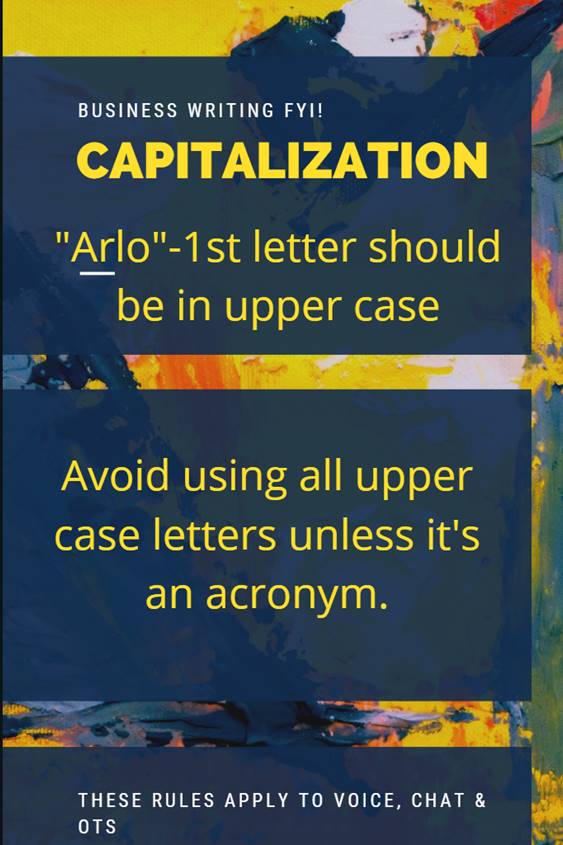 BUSINESS WRITING FYI!
CAPITALIZATION
"Arlo"-1st letter should
be in upper case
Avoid using all upper
case letters unless it's
an acronym.
THESE RULES APPLY TO VOICE, CHAT &
OTS